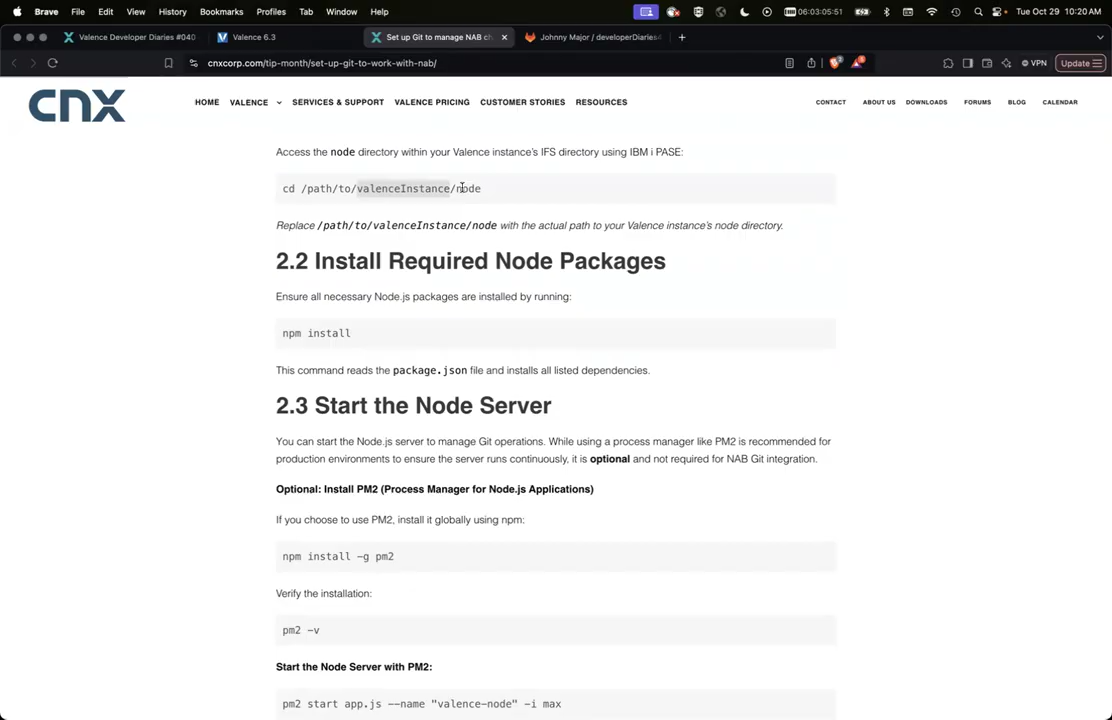 Brave File Edit View History Bookmarks Profiles Tab Window Help 06:03:05:51 Tue Oct 29 10:20 AM
Valence Developer Diaries #040 Valence 6.3 Set up Git to manage NAB ch Johnny Major / developerDiaries4
cnxcorp.com/tip-month/set-up-git-to-work-with-nab/ VPN Update
CNX HOME VALENCE SERVICES & SUPPORT VALENCE PRICING CUSTOMER STORIES RESOURCES CONTACT ABOUT US DOWNLOADS FORUMS BLOG CALENDAR
Access the node directory within your Valence instance's IFS directory using IBM i PASE:
cd /path/to/valenceInstance/node
Replace /path/to/valenceInstance/node with the actual path to your Valence instance's node directory.
2.2 Install Required Node Packages
Ensure all necessary Node.js packages are installed by running:
npm install
This command reads the package.json file and installs all listed dependencies.
2.3 Start the Node Server
You can start the Node.js server to manage Git operations. While using a process manager like PM2 is recommended for
production environments to ensure the server runs continuously, it is optional and not required for NAB Git integration.
Optional: Install PM2 (Process Manager for Node.js Applications)
If you choose to use PM2, install it globally using npm:
npm install -g pm2
Verify the installation:
pm2 -v
Start the Node Server with PM2:
pm2 start app.js --name "valence-node" -i max